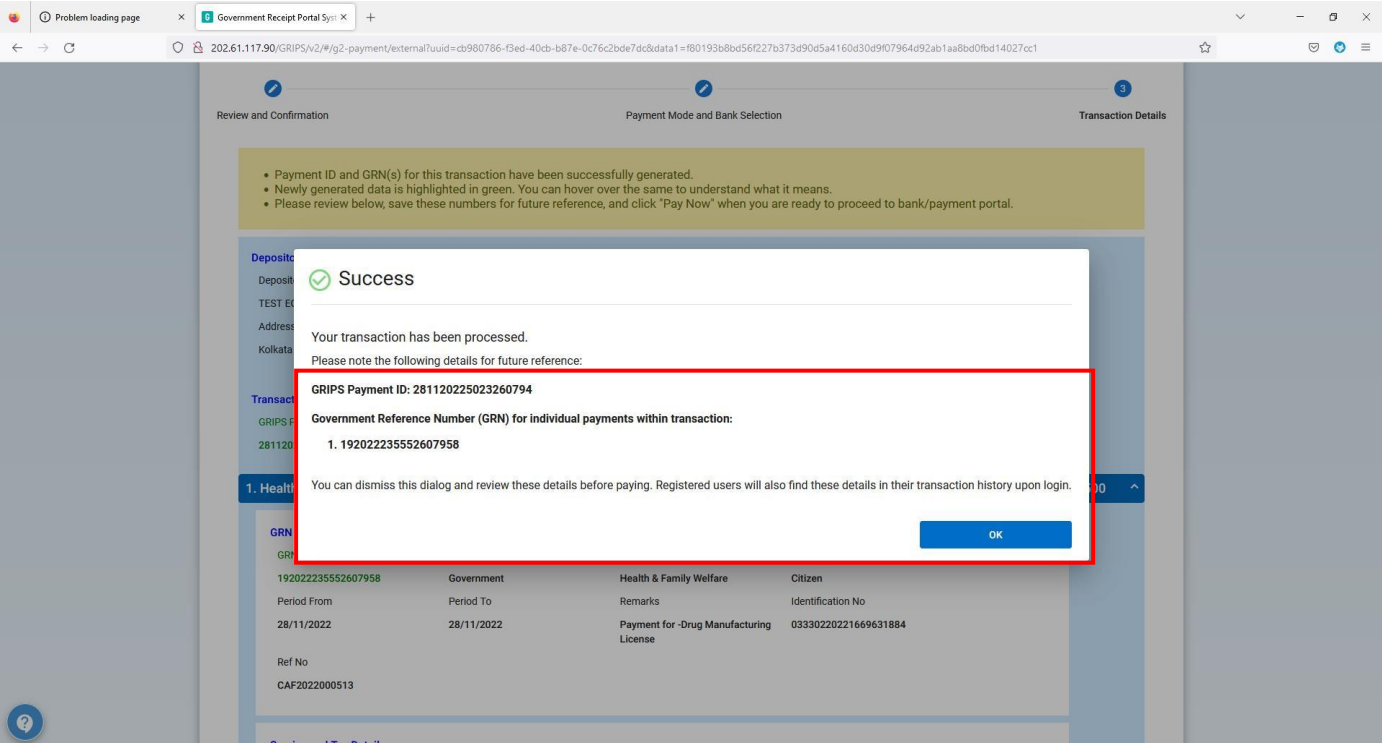 Problem loading page
Government Receipt Portal Syst
202.61.117.90/GRIPS/v2/#/g2-payment/external?uuid=cb980786-f3ed-40cb-b87e-0c76c2bde7dc&data1=f80193b8bd56f227b373d90d5a4160d30d9f07964d92ab1aa8bd0fbd14027cc1
3
Review and Confirmation
Payment Mode and Bank Selection
Transaction Details
• Payment ID and GRN(s) for this transaction have been successfully generated.
• Newly generated data is highlighted in green. You can hover over the same to understand what it means.
• Please review below, save these numbers for future reference, and click "Pay Now" when you are ready to proceed to bank/payment portal.
Success
Your transaction has been processed.
Please note the following details for future reference:
GRIPS Payment ID: 281120225023260794
Government Reference Number (GRN) for individual payments within transaction:
1. 192022235552607958
You can dismiss this dialog and review these details before paying. Registered users will also find these details in their transaction history upon login.
OK
Address
Kolkata
1. Health
GRN
192022235552607958 Government Health & Family Welfare Citizen
Period From Period To Remarks Identification No
28/11/2022 28/11/2022 Payment for -Drug Manufacturing 03330220221669631884
License
Ref No
CAF2022000513